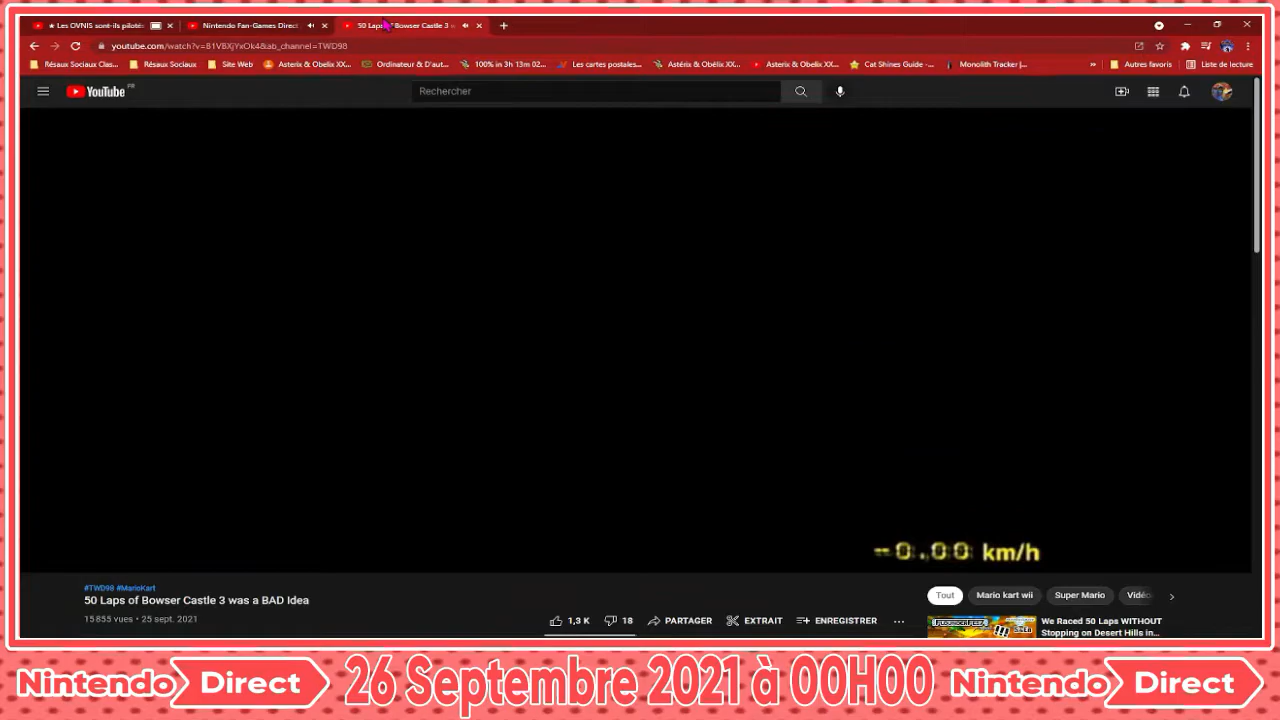 ★ Les OVNIS sont-ils piloté:
Nintendo Fan-Games Direct
50 Laps of Bowser Castle 3
youtube.com/watch?v=81VBXjYxOk4&ab_channel=TWD98
Réseaux Sociaux Clas...
Réseaux Sociaux
Site Web
Asterix & Obelix XX...
Ordinateur & D'aut...
100% in 3h 13m 02...
Les cartes postales...
Astérix & Obélix XX...
Asterix & Obelix XX...
Cat Shines Guide -...
Monolith Tracker |...
»
Autres favoris
Liste de lecture
YouTube FR
Rechercher
--0.00 km/h
#TWD98 #MarioKart
50 Laps of Bowser Castle 3 was a BAD Idea
15 855 vues • 25 sept. 2021
1,3 K
18
PARTAGER
EXTRAIT
ENREGISTRER
...
Tout
Mario kart wii
Super Mario
Vidéo
We Raced 50 Laps WITHOUT
Stopping on Desert Hills in...
Nintendo Direct
26 Septembre 2021 à 00H00
Nintendo Direct